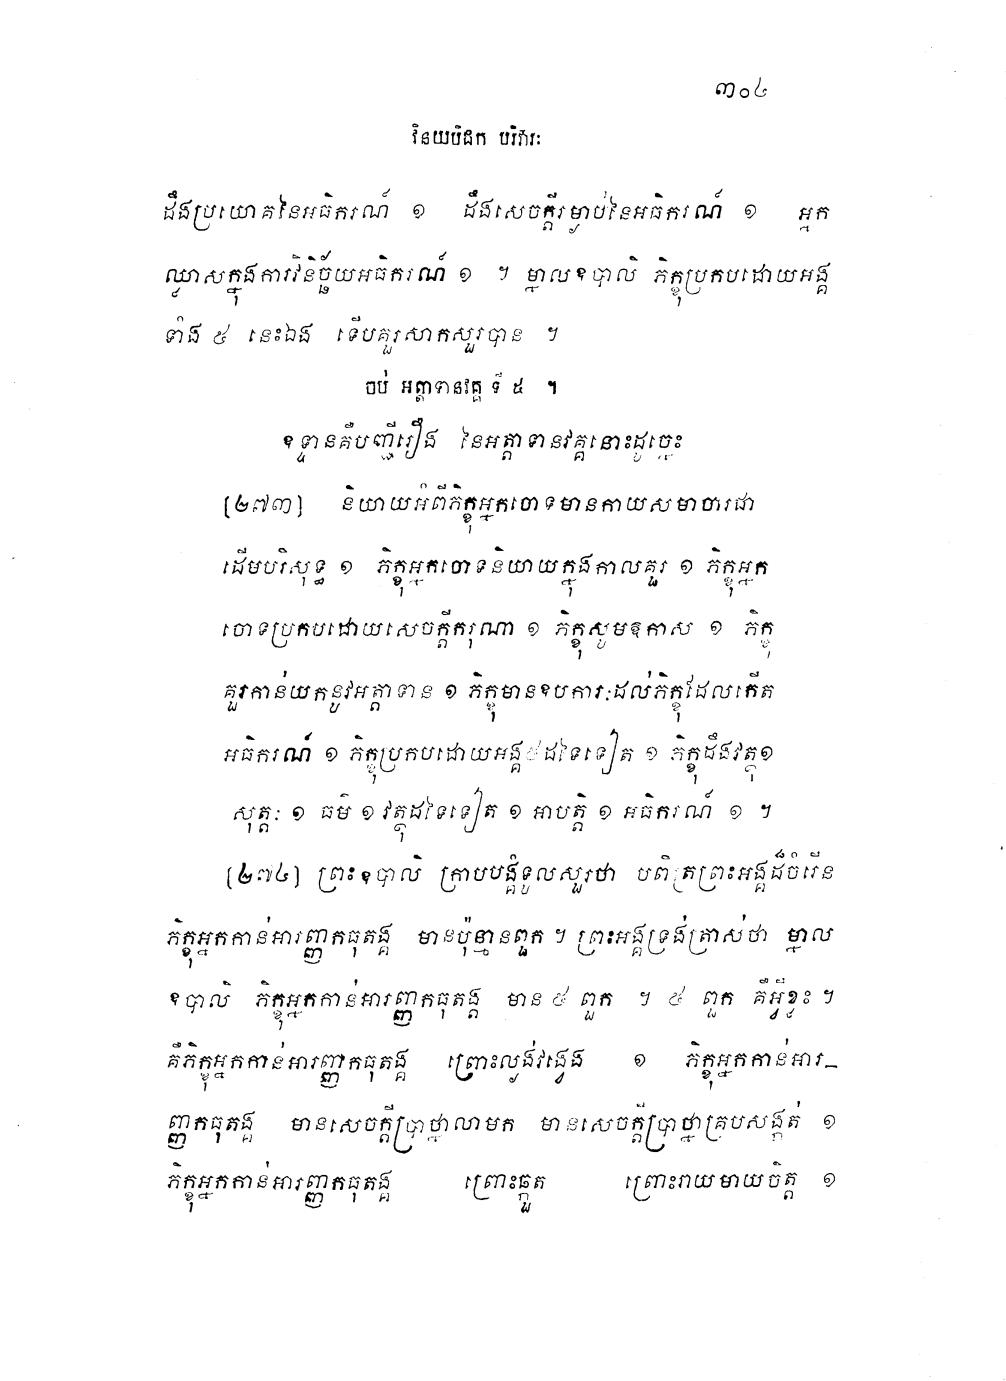 ៣០៤
វិនយបិដក បរិវារៈ
ដឹងប្រយោគនៃអធិករណ៍ ១ ដឹងសេចក្តីរម្ងាប់នៃអធិករណ៍ ១ អ្នក
ឈ្លាសក្នុងការវិនិច្ឆ័យអធិករណ៍ ១ ។ ម្នាលឧបាលិ ភិក្ខុប្រកបដោយអង្គ
ទាំង ៥ នេះឯង ទើបគួរសាកសួរបាន ។
ចប់ អត្តាទានវគ្គ ទី ៥ ។
ឧទ្ទានគឺបញ្ជីរឿង នៃអត្តាទានវគ្គនោះដូច្នេះ
[២៧៣] និយាយអំពីភិក្ខុអ្នកចោទមានកាយសមាចារជា
ដើមបរិសុទ្ធ ១ ភិក្ខុអ្នកចោទនិយាយក្នុងកាលគួរ ១ ភិក្ខុអ្នក
ចោទប្រកបដោយសេចក្តីករុណា ១ ភិក្ខុសូមឱកាស ១ ភិក្ខុ
គួរកាន់យកនូវអត្តាទាន ១ ភិក្ខុមានឧបការៈដល់ភិក្ខុដែលកើត
អធិករណ៍ ១ ភិក្ខុប្រកបដោយអង្គដទៃទៀត ១ ភិក្ខុដឹងវត្ថុ ១
សុត្តៈ ១ ធម៌ ១ វត្ថុដទៃទៀត ១ អាបត្តិ ១ អធិករណ៍ ១ ។
[២៧៤] ព្រះឧបាលិ ក្រាបបង្គំទូលសួរថា បពិត្រព្រះអង្គដ៏ចំរើន
ភិក្ខុអ្នកកាន់អារញ្ញកធុតង្គ មានប៉ុន្មានពួក ។ ព្រះអង្គទ្រង់ត្រាស់ថា ម្នាល
ឧបាលិ ភិក្ខុអ្នកកាន់អារញ្ញកធុតង្គ មាន ៥ ពួក ។ ៥ ពួក គឺអ្វីខ្លះ ។
គឺភិក្ខុអ្នកកាន់អារញ្ញកធុតង្គ ព្រោះល្ងង់វង្វេង ១ ភិក្ខុអ្នកកាន់អារ-
ញ្ញកធុតង្គ មានសេចក្តីប្រាថ្នាលាមក មានសេចក្តីប្រាថ្នាគ្របសង្កត់ ១
ភិក្ខុអ្នកកាន់អារញ្ញកធុតង្គ ព្រោះឆ្កួត ព្រោះរាយមាយចិត្ត ១